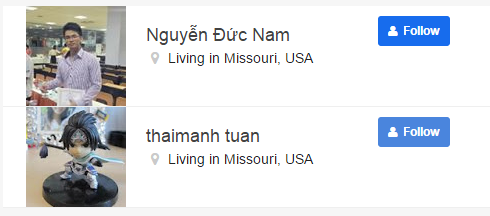 Nguyễn Đức Nam
Follow
Living in Missouri, USA
thaimanh tuan
Follow
Living in Missouri, USA